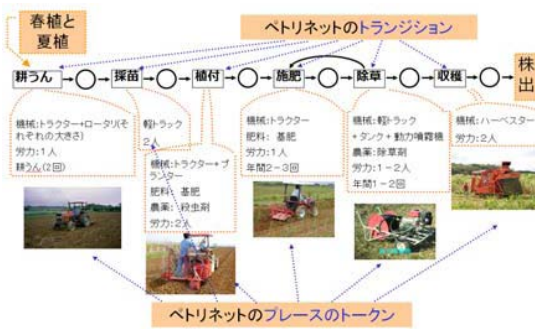 春植と
夏植
ペトリネットのトランジション
耕うん
採苗
植付
施肥
除草
収穫
株
出
機械:トラクター+ロータリ(それぞれの大きさ)
労力:1人
耕うん(2回)
軽トラック
2人
機械:トラクター+プランター
肥料: 基肥
農薬: 殺虫剤
労力:2人
機械:トラクター
肥料: 基肥
労力:1人
年間2-3回
機械:軽トラック
+タンク+動力噴霧機
農薬:除草剤
労力:1-2人
年間1-2回
機械:ハーベスター
労力:2人
ペトリネットのプレースのトークン